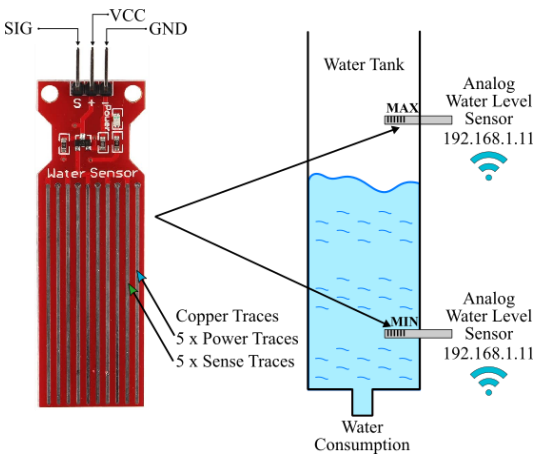 SIG
VCC
GND
S + -
Power
Water Sensor
Copper Traces
5 x Power Traces
5 x Sense Traces
Water Tank
MAX
Analog
Water Level
Sensor
192.168.1.11
MIN
Analog
Water Level
Sensor
192.168.1.11
Water
Consumption